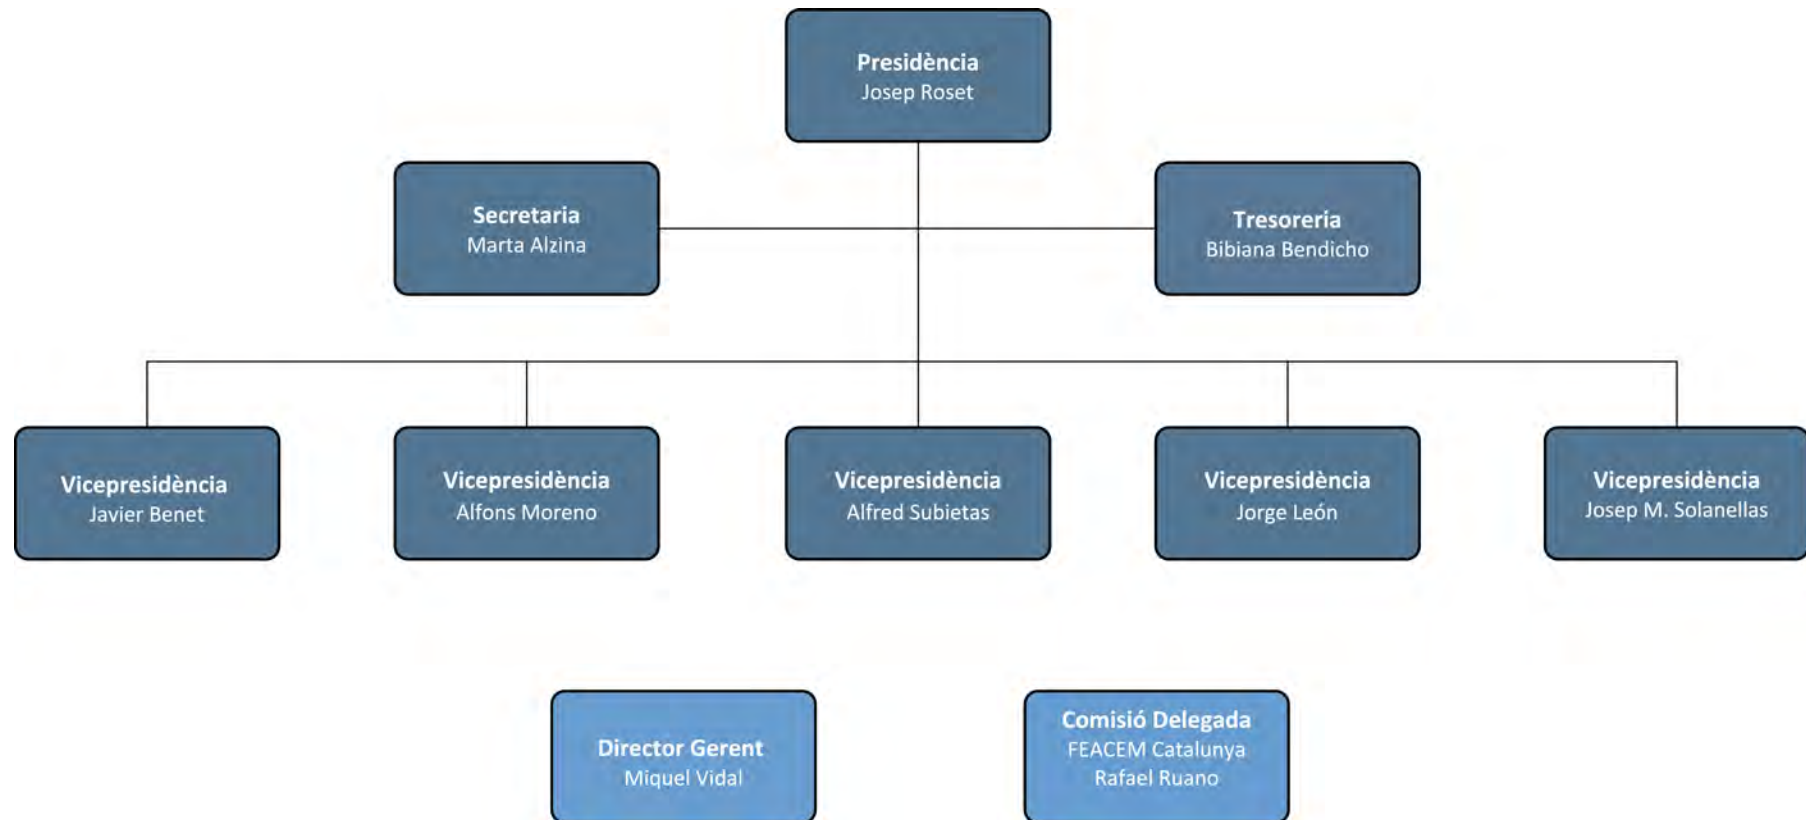 Presidència
Josep Roset
Secretaria
Marta Alzina
Tresoreria
Bibiana Bendicho
Vicepresidència
Javier Benet
Vicepresidència
Alfons Moreno
Vicepresidència
Alfred Subietas
Vicepresidència
Jorge León
Vicepresidència
Josep M. Solanellas
Director Gerent
Miquel Vidal
Comisió Delegada
FEACEM Catalunya
Rafael Ruano